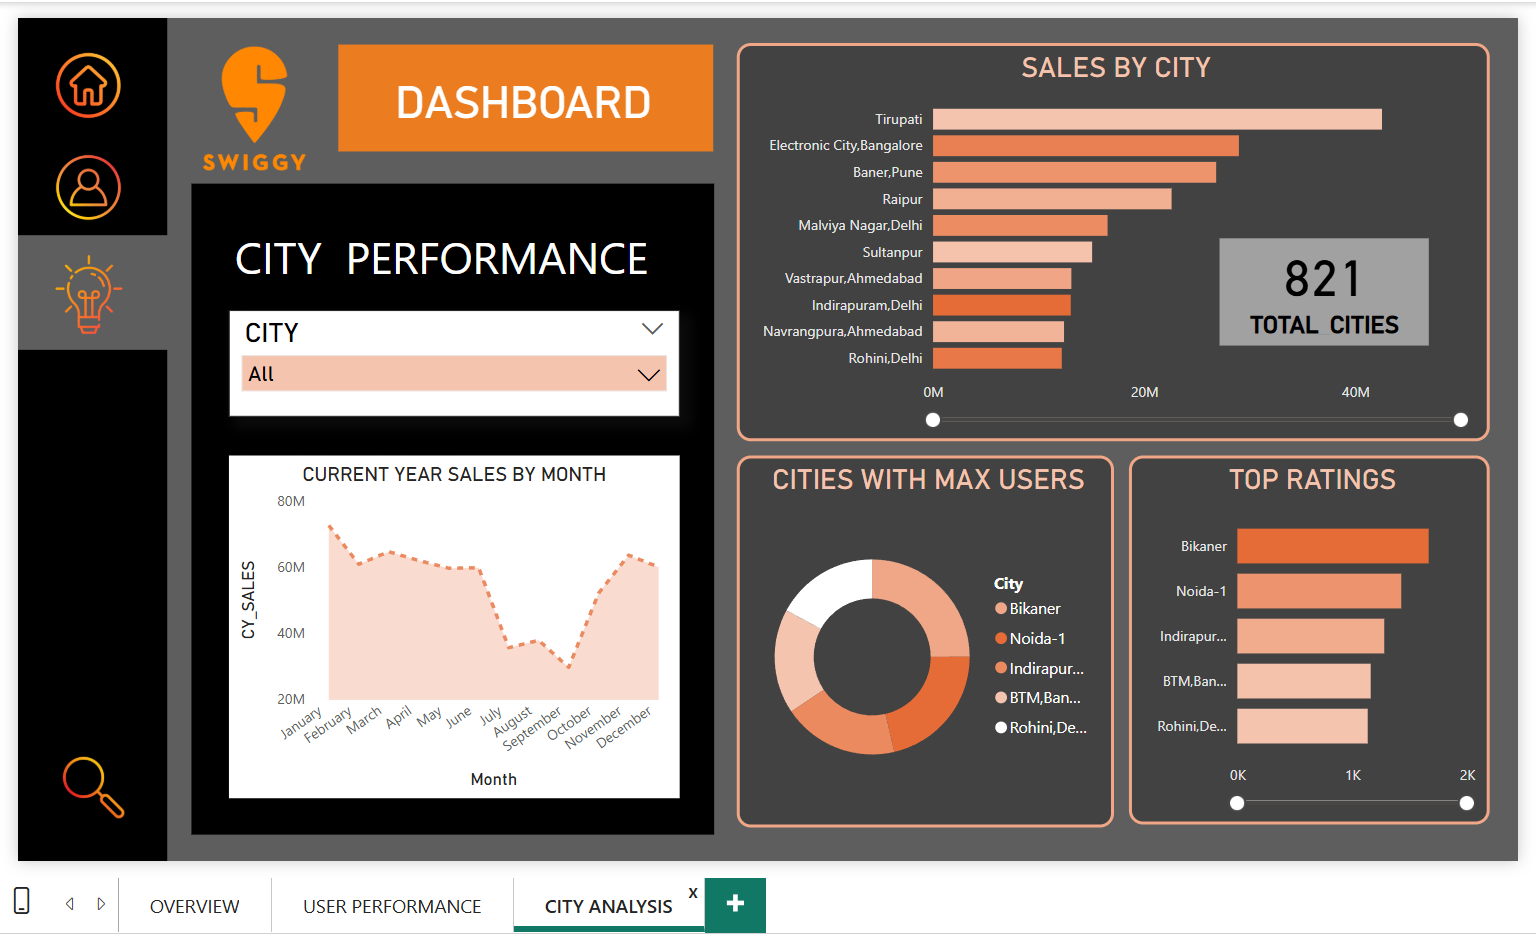 SWIGGY
DASHBOARD
CITY PERFORMANCE
CITY
All
CURRENT YEAR SALES BY MONTH
80M
60M
40M
20M
CY_SALES
January
February
March
April
May
June
July
August
September
October
November
December
Month
SALES BY CITY
Tirupati
Electronic City,Bangalore
Baner,Pune
Raipur
Malviya Nagar,Delhi
Sultanpur
Vastrapur,Ahmedabad
Indirapuram,Delhi
Navrangpura,Ahmedabad
Rohini,Delhi
0M 20M 40M
821
TOTAL CITIES
CITIES WITH MAX USERS
City
Bikaner
Noida-1
Indirapur...
BTM,Ban...
Rohini,De...
TOP RATINGS
Bikaner
Noida-1
Indirapur...
BTM,Ban...
Rohini,De...
0K 1K 2K
OVERVIEW USER PERFORMANCE CITY ANALYSIS x +